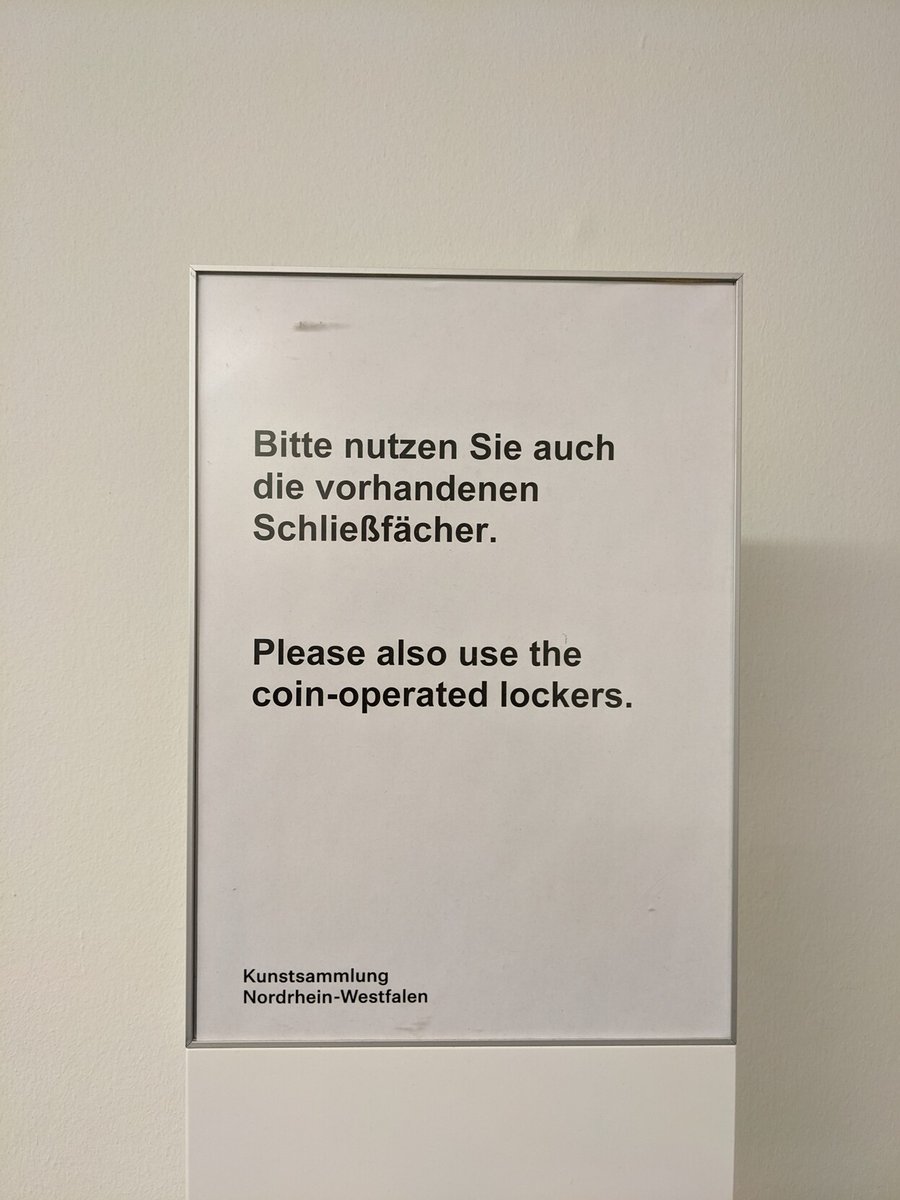 Bitte nutzen Sie auch
die vorhandenen
Schließfächer.
Please also use the
coin-operated lockers.
Kunstsammlung
Nordrhein-Westfalen